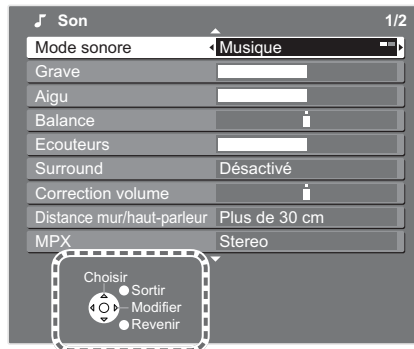 Son 1/2
Mode sonore Musique
Grave
Aigu
Balance
Ecouteurs
Surround Désactivé
Correction volume
Distance mur/haut-parleur Plus de 30 cm
MPX Stereo
Choisir
Sortir
Modifier
Revenir